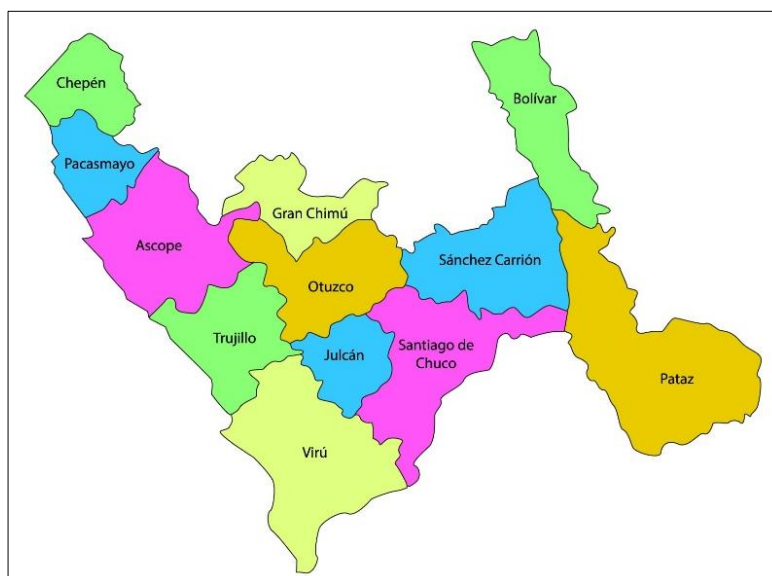 Chepén
Bolívar
Pacasmayo
Gran Chimú
Ascope
Sánchez Carrión
Otuzco
Trujillo
Julcán
Santiago de
Chuco
Pataz
Virú